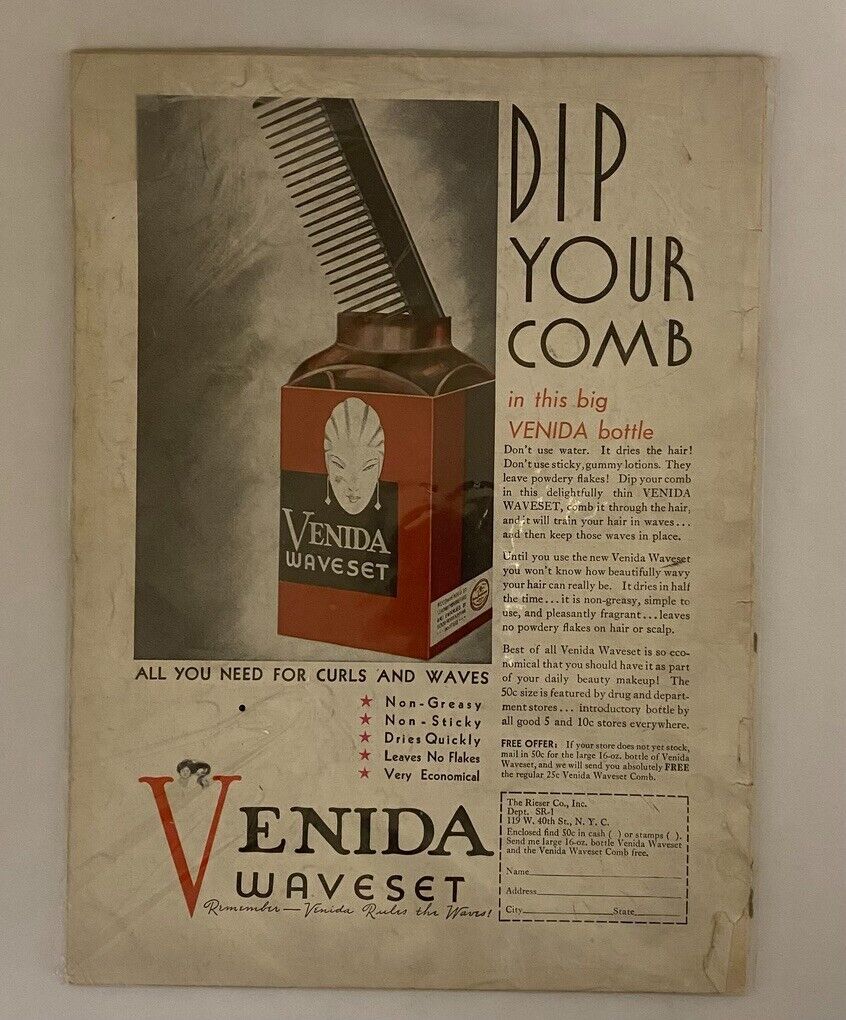 DIP
YOUR
COMB
in this big
VENIDA bottle
Don't use water. It dries the hair!
Don't use sticky, gummy lotions. They
leave powdery flakes! Dip your comb
in this delightfully thin VENIDA
WAVESET, comb it through the hair,
and it will train your hair in waves...
and then keep those waves in place.
Until you use the new Venida Waveset
you won't know how beautifully wavy
your hair can really be. It dries in half
the time...it is non-greasy, simple to
use, and pleasantly fragrant...leaves
no powdery flakes on hair or scalp.
Best of all Venida Waveset is so eco-
nomical that you should have it as part
of your daily beauty makeup! The
50c size is featured by drug and depart-
ment stores... introductory bottle by
all good 5 and 10c stores everywhere.
FREE OFFER: If your store does not yet stock,
mail in 50c for the large 16-oz. bottle of Venida
Waveset, and we will send you absolutely FREE
the regular 25c Venida Waveset Comb.
VENIDA
WAVESET
ALL YOU NEED FOR CURLS AND WAVES
★ Non-Greasy
★ Non-Sticky
★ Dries Quickly
★ Leaves No Flakes
★ Very Economical
VENIDA
WAVESET
Remember—Venida Rules the Waves!
The Rieser Co., Inc.
Dept. SR-1
119 W. 40th St., N. Y. C.
Enclosed find 50c in cash ( ) or stamps ( ).
Send me large 16-oz. bottle Venida Waveset
and the Venida Waveset Comb free.
Name
Address
City State